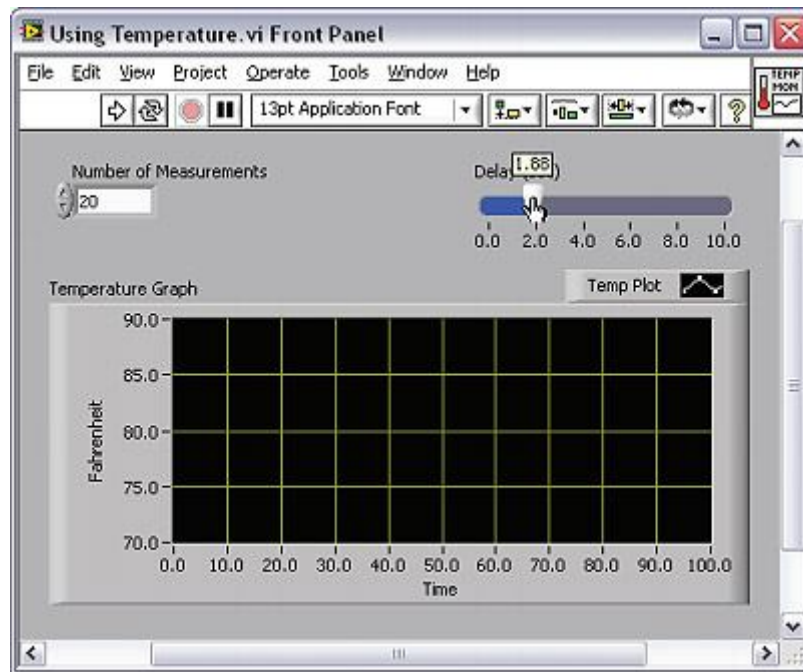 Using Temperature.vi Front Panel
File Edit View Project Operate Tools Window Help
TEMP
MON
13pt Application Font
?
Number of Measurements
20
Delay
1.88
0.0 2.0 4.0 6.0 8.0 10.0
Temperature Graph
Temp Plot
90.0
85.0
80.0
75.0
70.0
Fahrenheit
0.0 10.0 20.0 30.0 40.0 50.0 60.0 70.0 80.0 90.0 100.0
Time